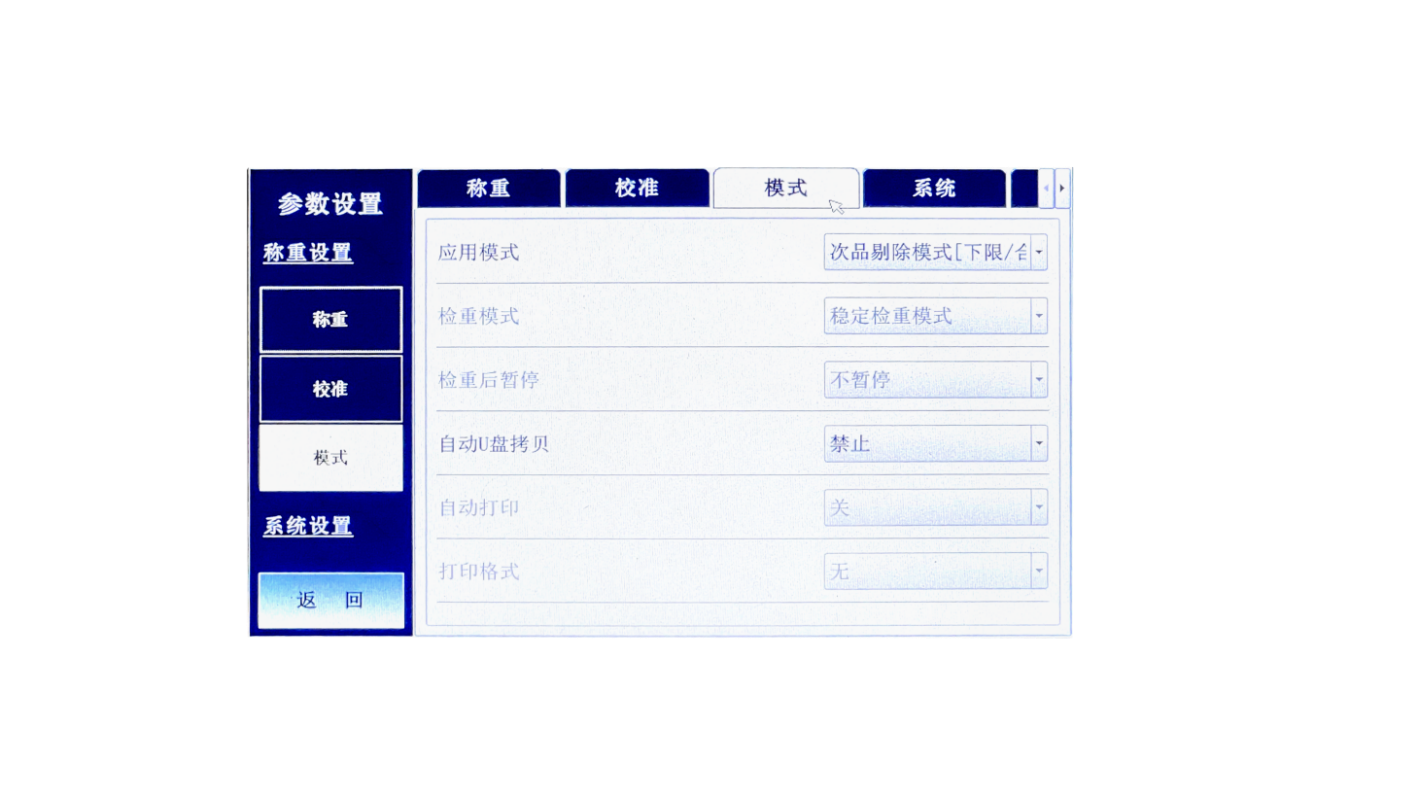 参数设置
称重设置
称重
校准
模式
系统设置
返 回
称重
校准
模式
系统
应用模式
次品剔除模式[下限/合
检重模式
稳定检重模式
检重后暂停
不暂停
自动U盘拷贝
禁止
自动打印
关
打印格式
无